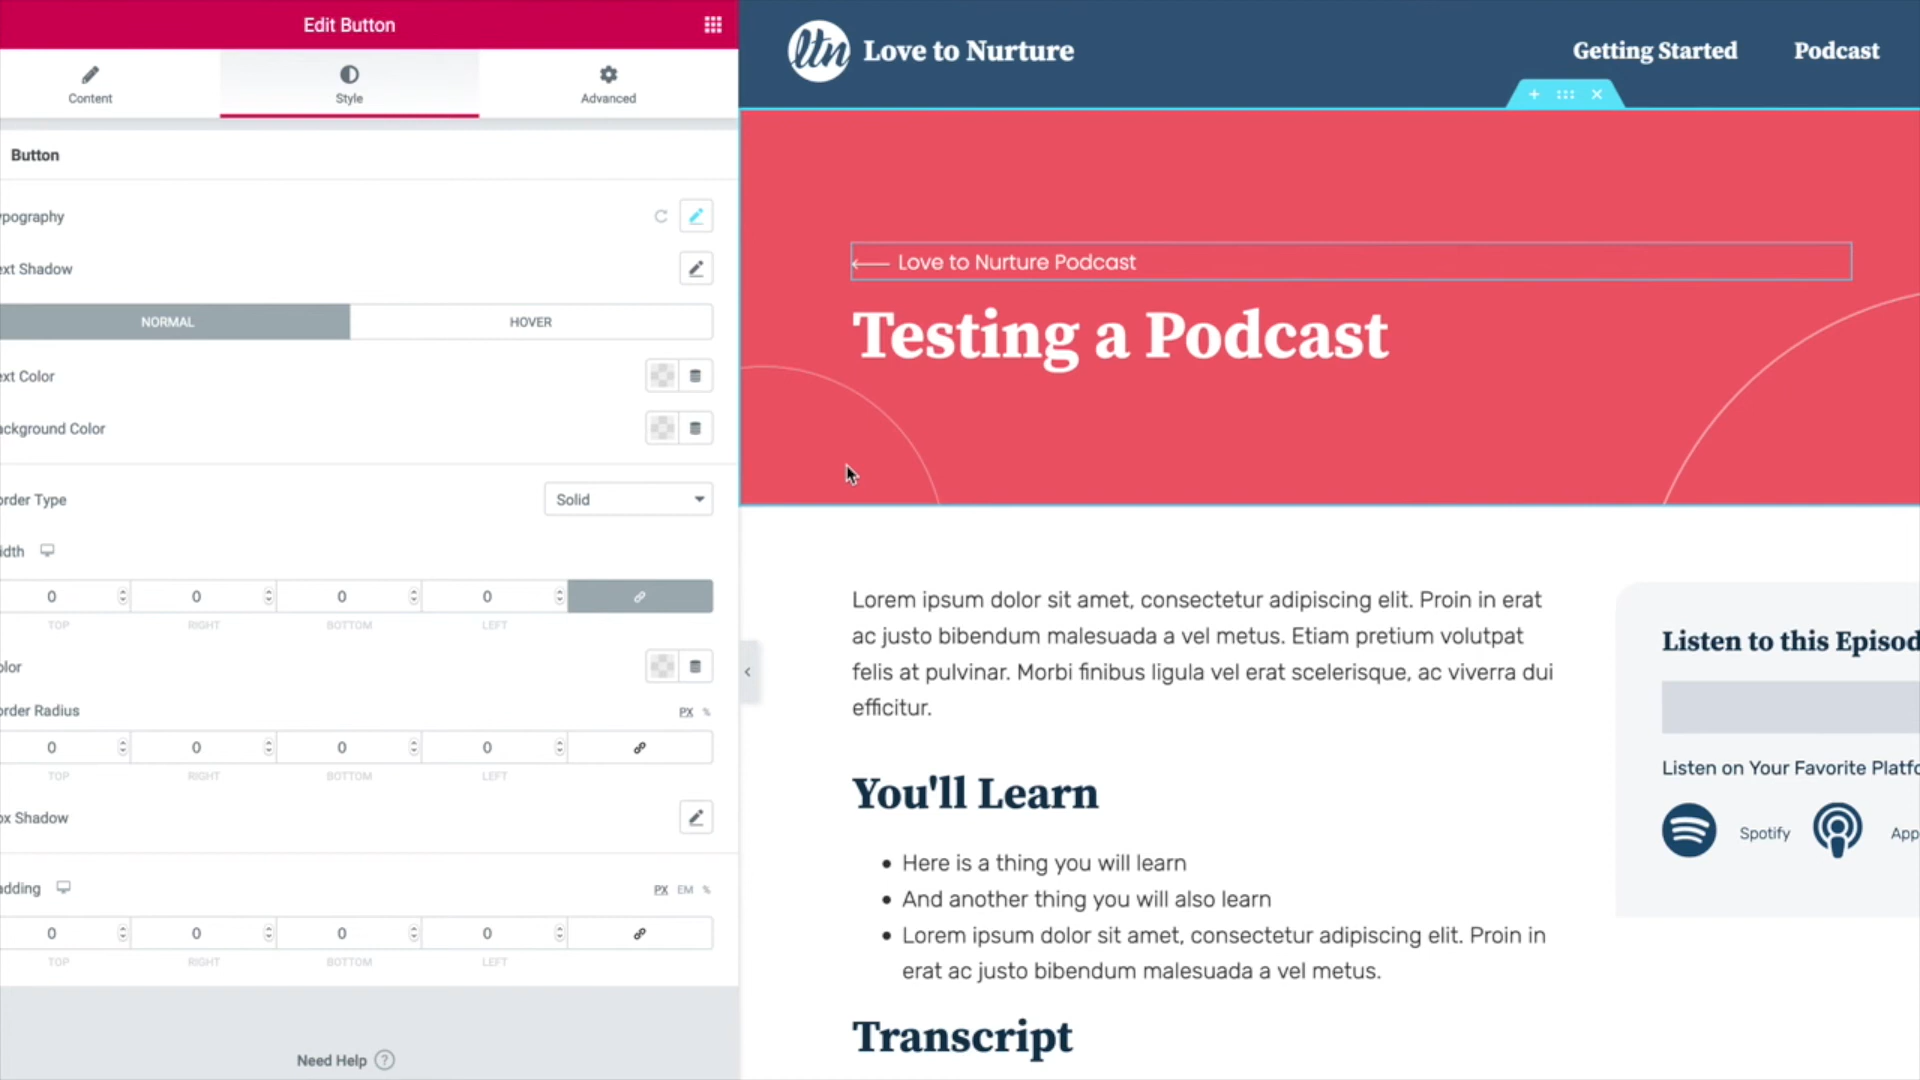 Edit Button
Content
Style
Advanced
Button
ypography
ext Shadow
NORMAL
HOVER
ext Color
ackground Color
order Type
Solid
idth
0 0 0 0
TOP RIGHT BOTTOM LEFT
olor
order Radius
PX %
0 0 0 0
TOP RIGHT BOTTOM LEFT
ox Shadow
adding
PX EM %
0 0 0 0
TOP RIGHT BOTTOM LEFT
Need Help ?
ltn
Love to Nurture
Getting Started
Podcast
Love to Nurture Podcast
Testing a Podcast
Lorem ipsum dolor sit amet, consectetur adipiscing elit. Proin in erat
ac justo bibendum malesuada a vel metus. Etiam pretium volutpat
felis at pulvinar. Morbi finibus ligula vel erat scelerisque, ac viverra dui
efficitur.
You'll Learn
• Here is a thing you will learn
• And another thing you will also learn
• Lorem ipsum dolor sit amet, consectetur adipiscing elit. Proin in
erat ac justo bibendum malesuada a vel metus.
Transcript
Listen to this Episod
Listen on Your Favorite Platfo
Spotify
App